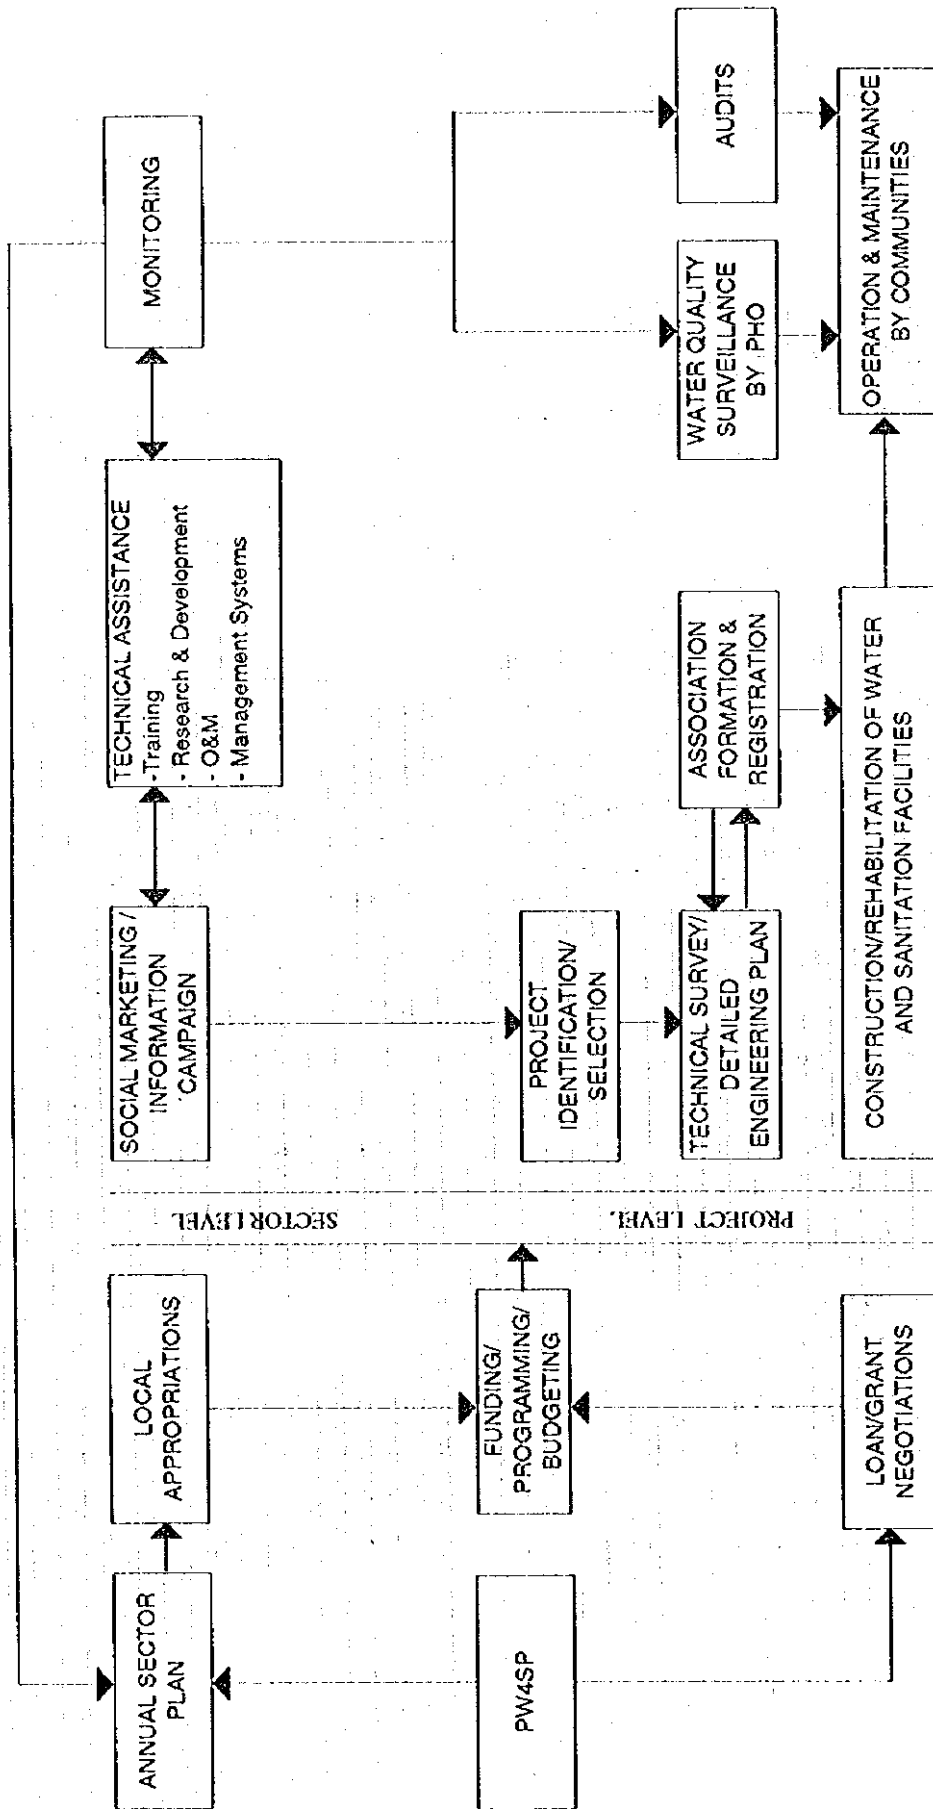 ANNUAL SECTOR
PLAN
LOCAL
APPROPRIATIONS
PW4SP
FUNDING/
PROGRAMMING/
BUDGETING
LOAN/GRANT
NEGOTIATIONS
SECTOR LEVEL
PROJECT LEVEL
SOCIAL MARKETING /
INFORMATION
CAMPAIGN
TECHNICAL ASSISTANCE
- Training
- Research & Development
- O&M
- Management Systems
MONITORING
PROJECT
IDENTIFICATION/
SELECTION
TECHNICAL SURVEY/
DETAILED
ENGINEERING PLAN
ASSOCIATION
FORMATION &
REGISTRATION
WATER QUALITY
SURVEILLANCE
BY PHO
AUDITS
CONSTRUCTION/REHABILITATION OF WATER
AND SANITATION FACILITIES
OPERATION & MAINTENANCE
BY COMMUNITIES